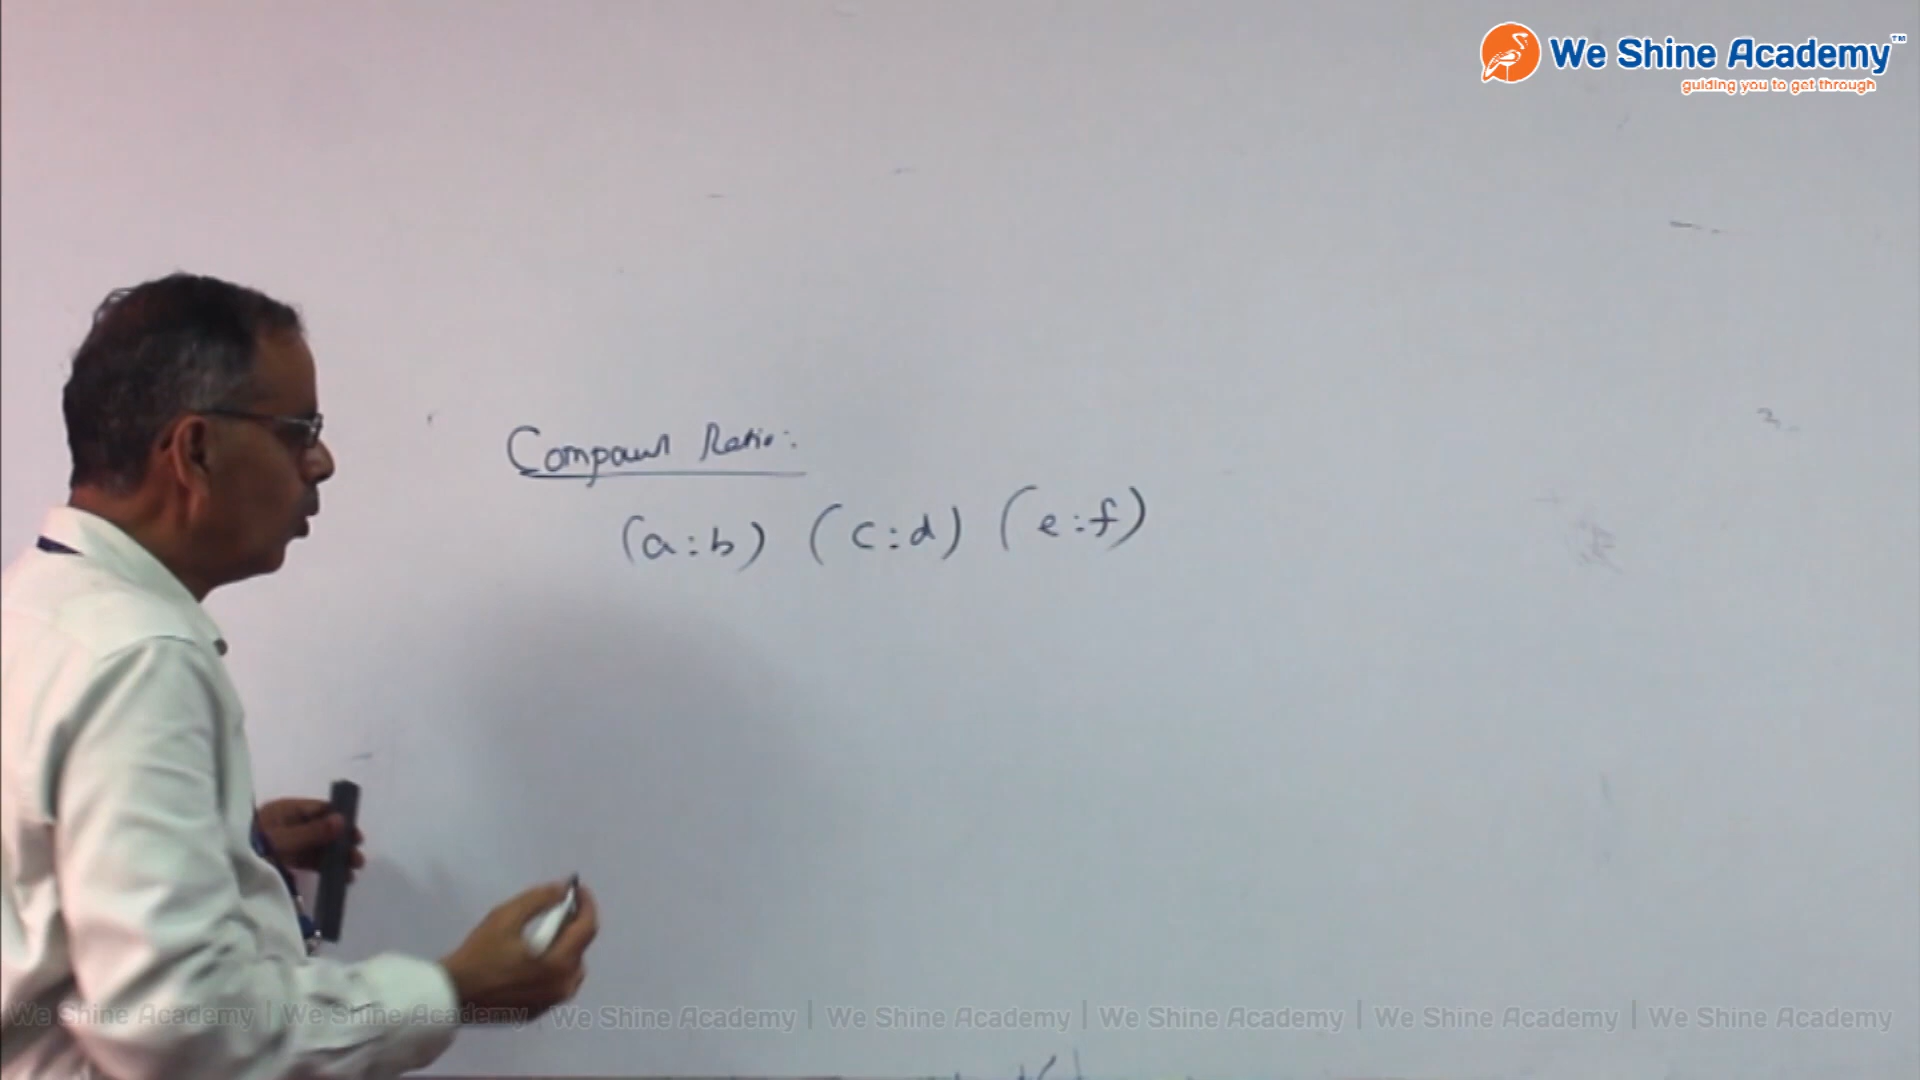 We Shine Academy™
guiding you to get through
Compoun Ratio:
(a:b) (c:d) (e:f)
We Shine Academy | We Shine Academy | We Shine Academy | We Shine Academy | We Shine Academy | We Shine Academy | We Shine Academy